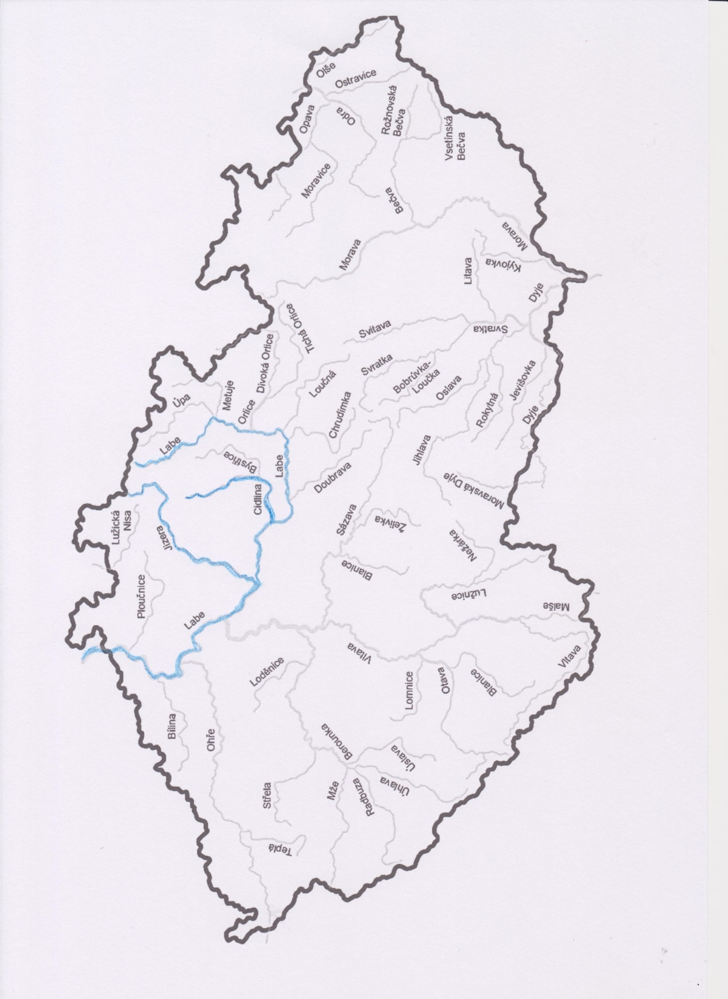 Olše
Ostravice
Opava
Odra
Rožnovská
Bečva
Vsetínská
Bečva
Moravice
Bečva
Morava
Morava
Kyjovka
Litava
Dyje
Tichá Orlice
Svitava
Svratka
Divoká Orlice
Loučná
Svratka
Bobrůvka-
Loučka
Oslava
Jevišovka
Rokytná
Dyje
Úpa
Metuje
Orlice
Chrudimka
Labe
Bystřice
Labe
Jihlava
Doubrava
Moravská Dyje
Cidlina
Lužická
Nisa
Jizera
Sázava
Želivka
Nežárka
Blanice
Ploučnice
Lužnice
Malše
Labe
Vltava
Vltava
Loděnice
Lomnice
Otava
Blanice
Bílina
Ohře
Berounka
Úslava
Střela
Mže
Radbuza
Úhlava
Teplá